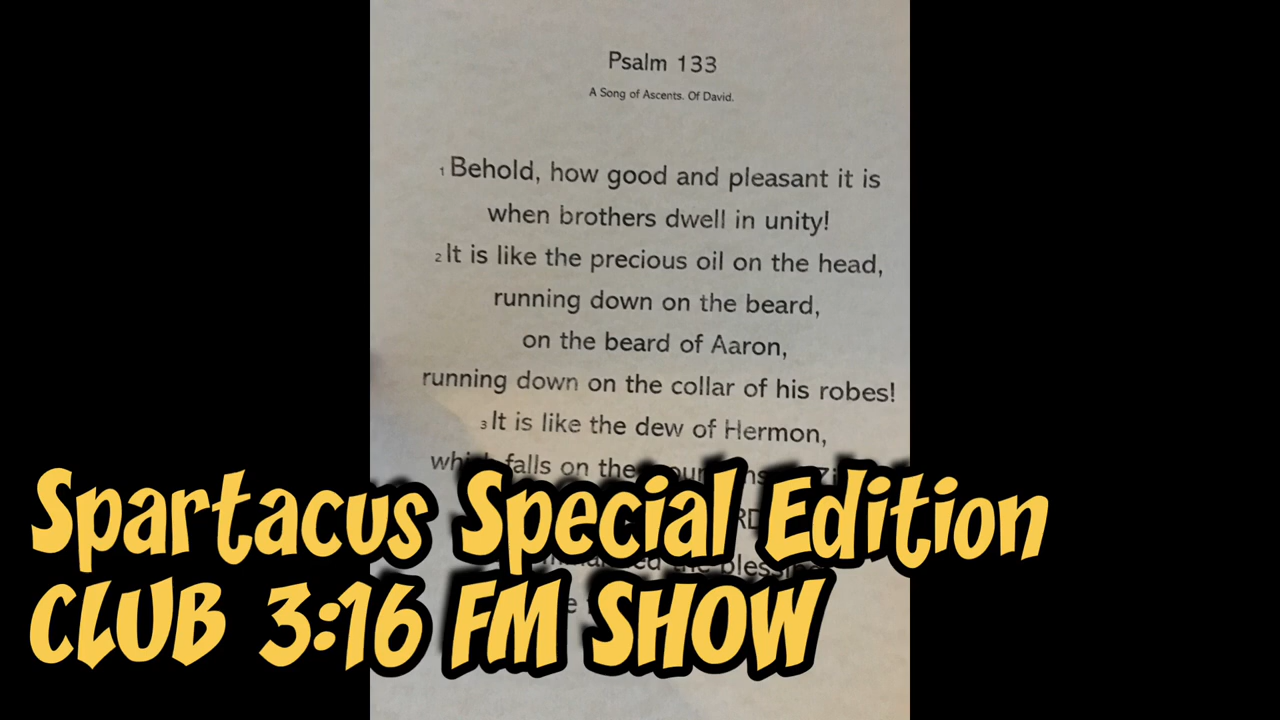 Psalm 133
A Song of Ascents. Of David.
1 Behold, how good and pleasant it is
when brothers dwell in unity!
2 It is like the precious oil on the head,
running down on the beard,
on the beard of Aaron,
running down on the collar of his robes!
3 It is like the dew of Hermon,
which falls on the
Spartacus Special Edition
CLUB 3:16 FM SHOW